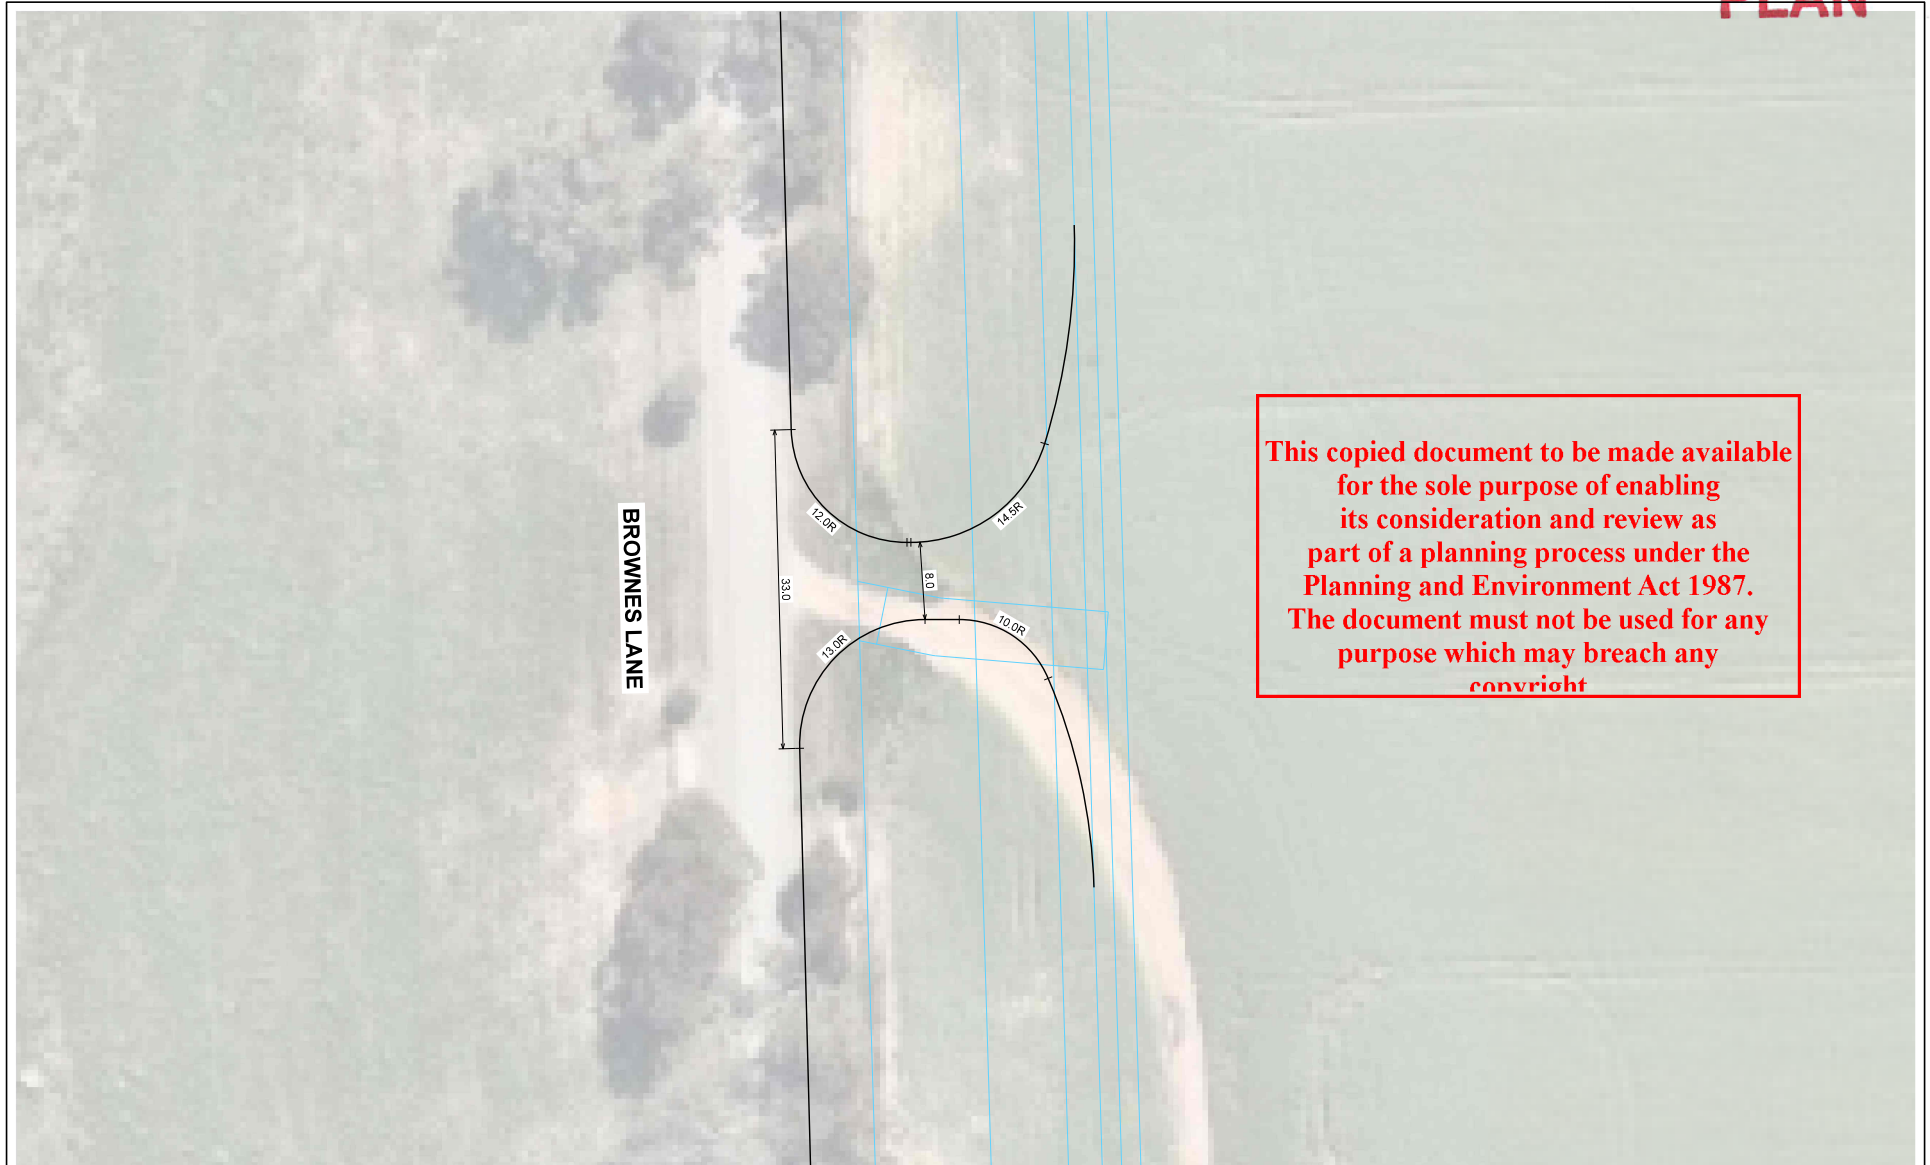 PLAN
12.0R
14.5R
8.0
33.0
BROWNES LANE
13.0R
10.0R
This copied document to be made available
for the sole purpose of enabling
its consideration and review as
part of a planning process under the
Planning and Environment Act 1987.
The document must not be used for any
purpose which may breach any
copyright